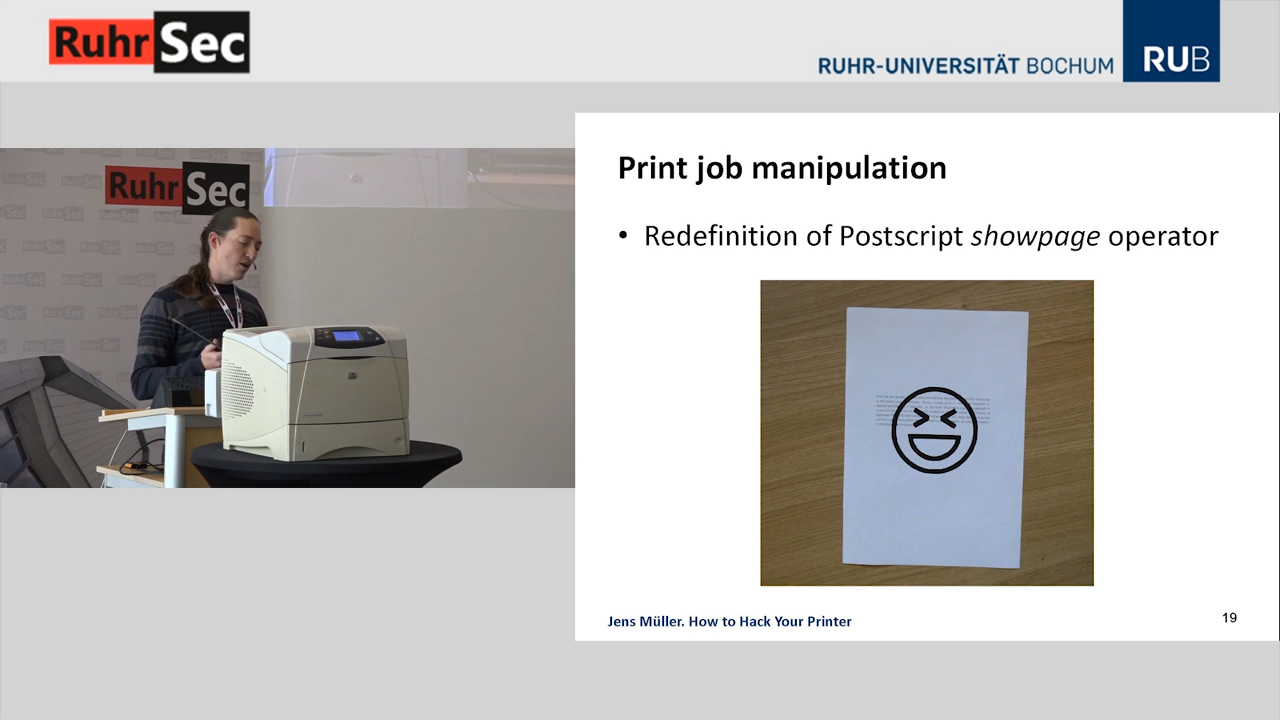 RuhrSec
RUHR-UNIVERSITÄT BOCHUM
RUB
RuhrSec
Print job manipulation
• Redefinition of Postscript showpage operator
Jens Müller. How to Hack Your Printer
19